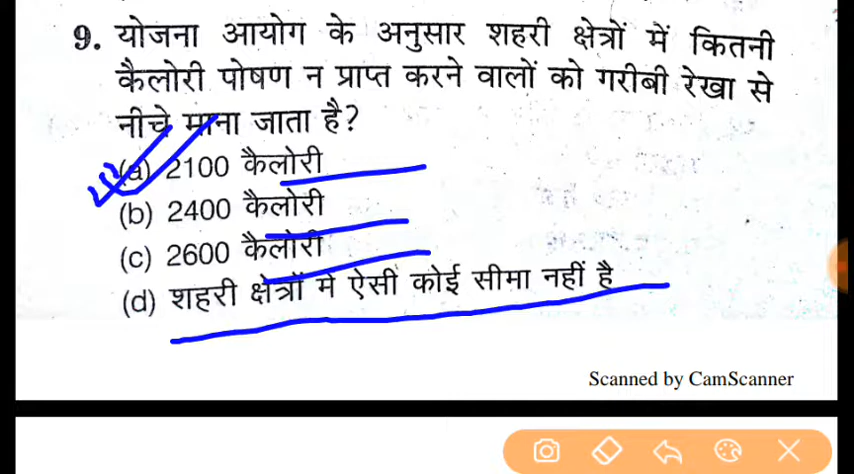 9. योजना आयोग के अनुसार शहरी क्षेत्रों में कितनी
कैलोरी पोषण न प्राप्त करने वालों को गरीबी रेखा से
नीचे माना जाता है?
(a) 2100 कैलोरी
(b) 2400 कैलोरी
(c) 2600 कैलोरी
(d) शहरी क्षेत्रों में ऐसी कोई सीमा नहीं है
Scanned by CamScanner